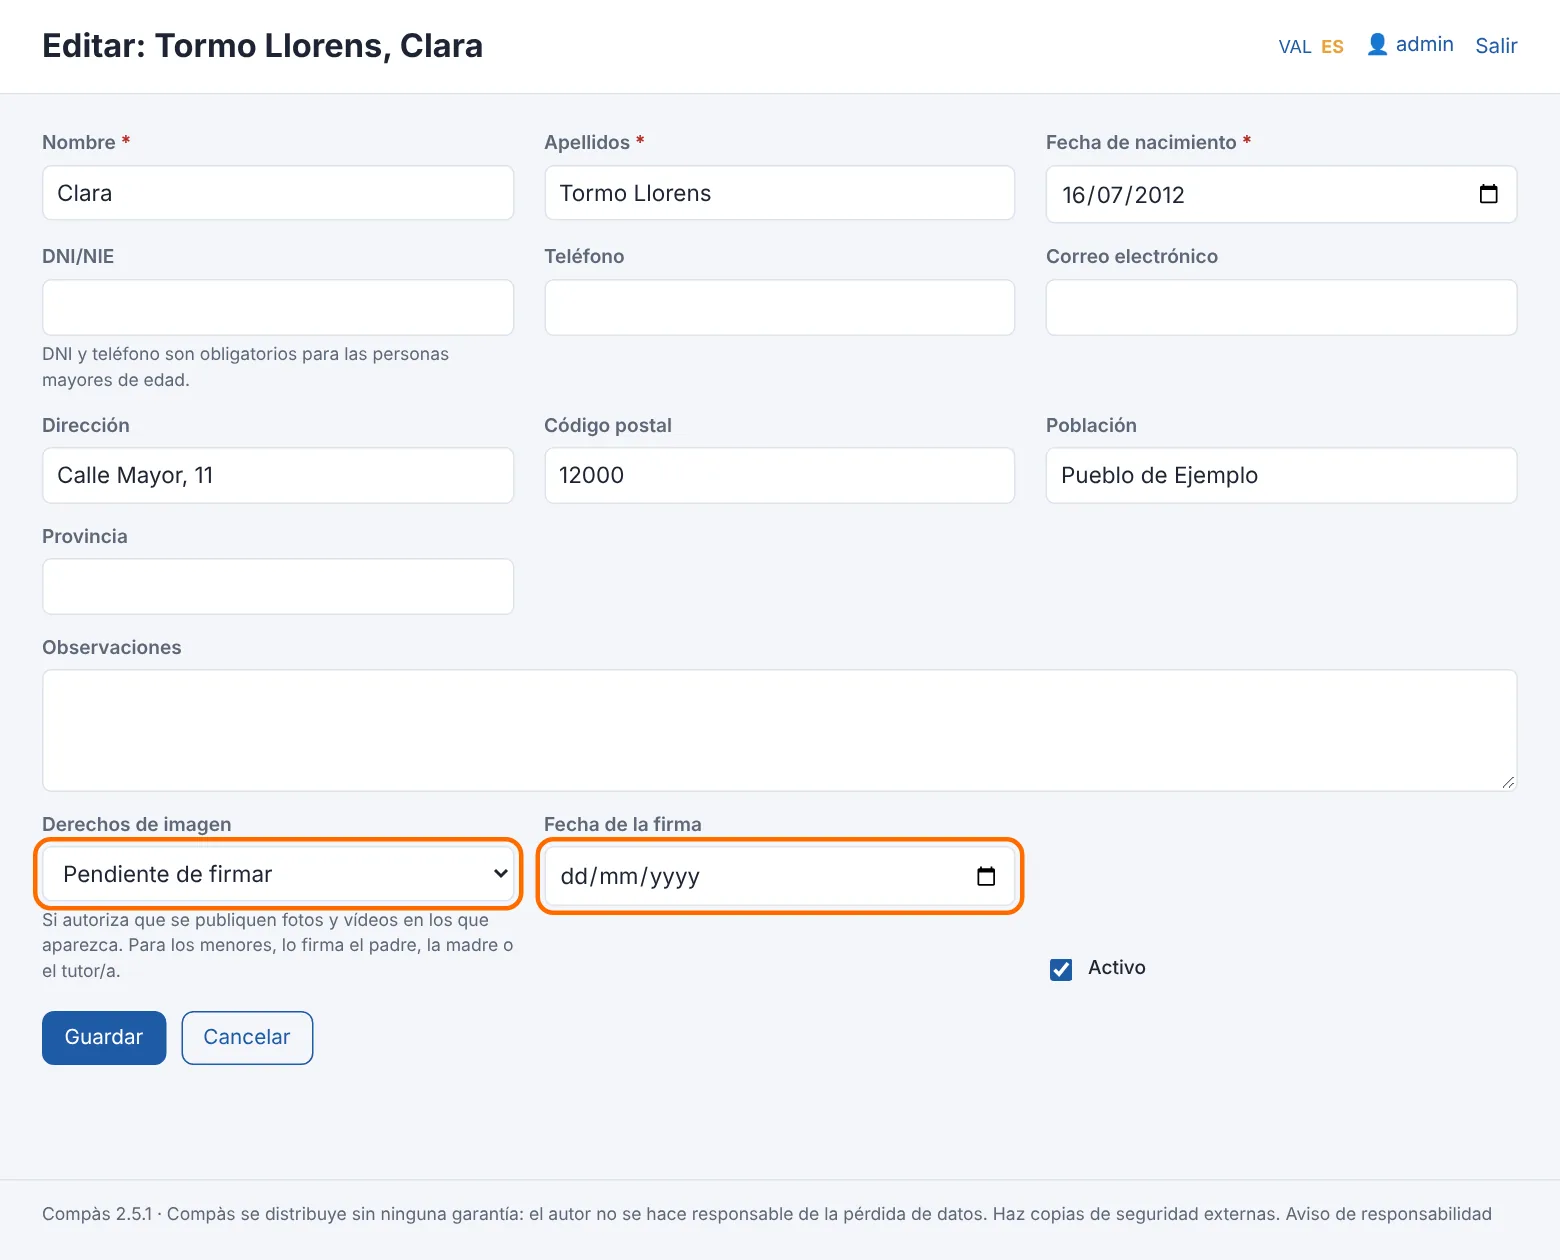 Editar: Tormo Llorens, Clara
VAL ES admin Salir
Nombre *
Apellidos *
Fecha de nacimiento *
Clara
Tormo Llorens
16/07/2012
DNI/NIE
Teléfono
Correo electrónico
DNI y teléfono son obligatorios para las personas
mayores de edad.
Dirección
Código postal
Población
Calle Mayor, 11
12000
Pueblo de Ejemplo
Provincia
Observaciones
Derechos de imagen
Fecha de la firma
Pendiente de firmar
dd/mm/yyyy
Si autoriza que se publiquen fotos y vídeos en los que
aparezca. Para los menores, lo firma el padre, la madre o
el tutor/a.
Activo
Guardar
Cancelar
Compàs 2.5.1 · Compàs se distribuye sin ninguna garantía: el autor no se hace responsable de la pérdida de datos. Haz copias de seguridad externas. Aviso de responsabilidad